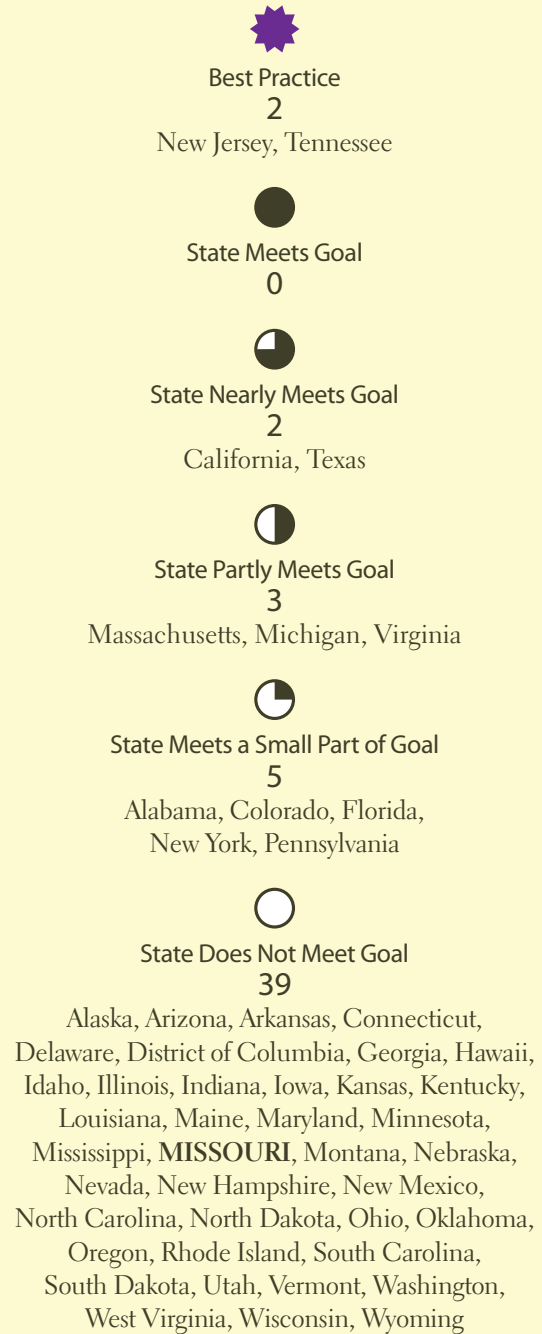 Best Practice
2
New Jersey, Tennessee
State Meets Goal
0
State Nearly Meets Goal
2
California, Texas
State Partly Meets Goal
3
Massachusetts, Michigan, Virginia
State Meets a Small Part of Goal
5
Alabama, Colorado, Florida,
New York, Pennsylvania
State Does Not Meet Goal
39
Alaska, Arizona, Arkansas, Connecticut,
Delaware, District of Columbia, Georgia, Hawaii,
Idaho, Illinois, Indiana, Iowa, Kansas, Kentucky,
Louisiana, Maine, Maryland, Minnesota,
Mississippi, MISSOURI, Montana, Nebraska,
Nevada, New Hampshire, New Mexico,
North Carolina, North Dakota, Ohio, Oklahoma,
Oregon, Rhode Island, South Carolina,
South Dakota, Utah, Vermont, Washington,
West Virginia, Wisconsin, Wyoming